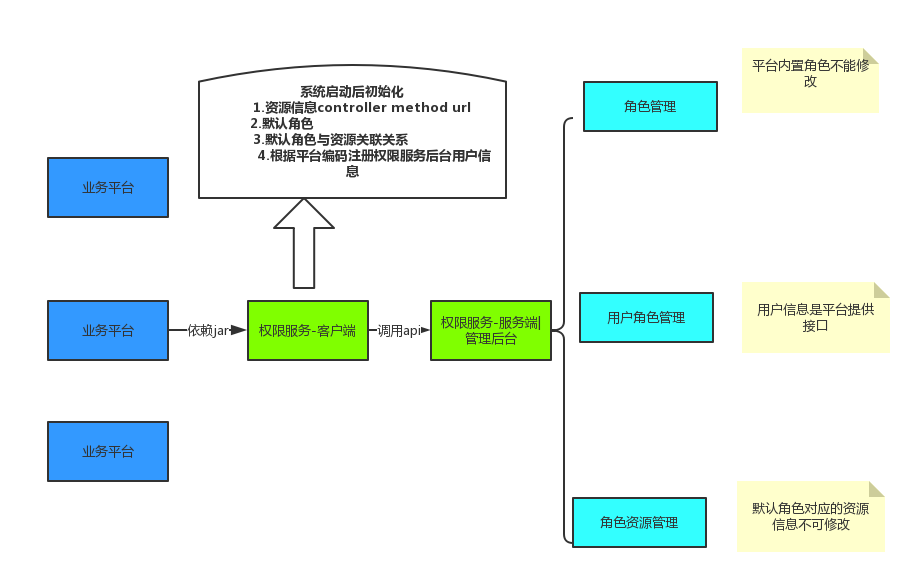 平台内置角色不能修
改
系统启动后初始化
1.资源信息controller method url
2.默认角色
3.默认角色与资源关联关系
4.根据平台编码注册权限服务后台用户信
息
角色管理
业务平台
用户角色管理
用户信息是平台提供
接口
业务平台
依赖jar
权限服务-客户端
调用api
权限服务-服务端|
管理后台
业务平台
角色资源管理
默认角色对应的资源
信息不可修改